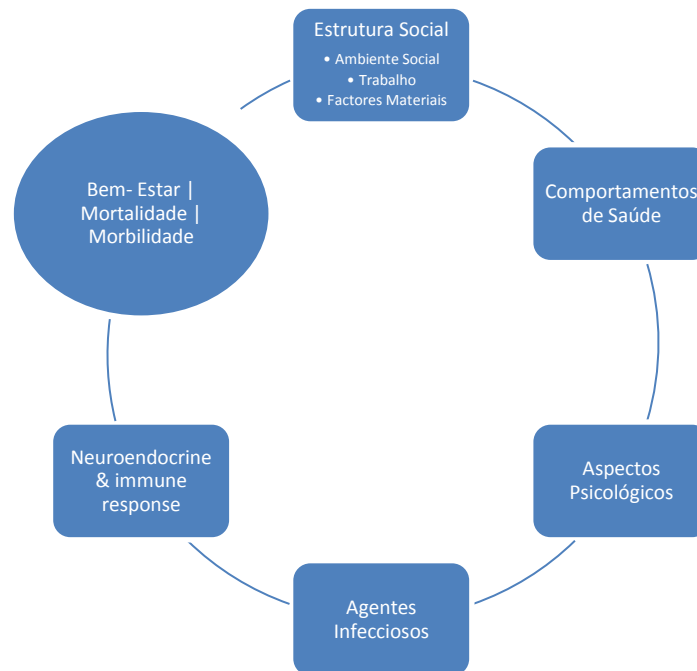 Estrutura Social
• Ambiente Social
• Trabalho
• Factores Materiais
Comportamentos
de Saúde
Aspectos
Psicológicos
Agentes
Infecciosos
Neuroendocrine
& immune
response
Bem- Estar |
Mortalidade |
Morbilidade